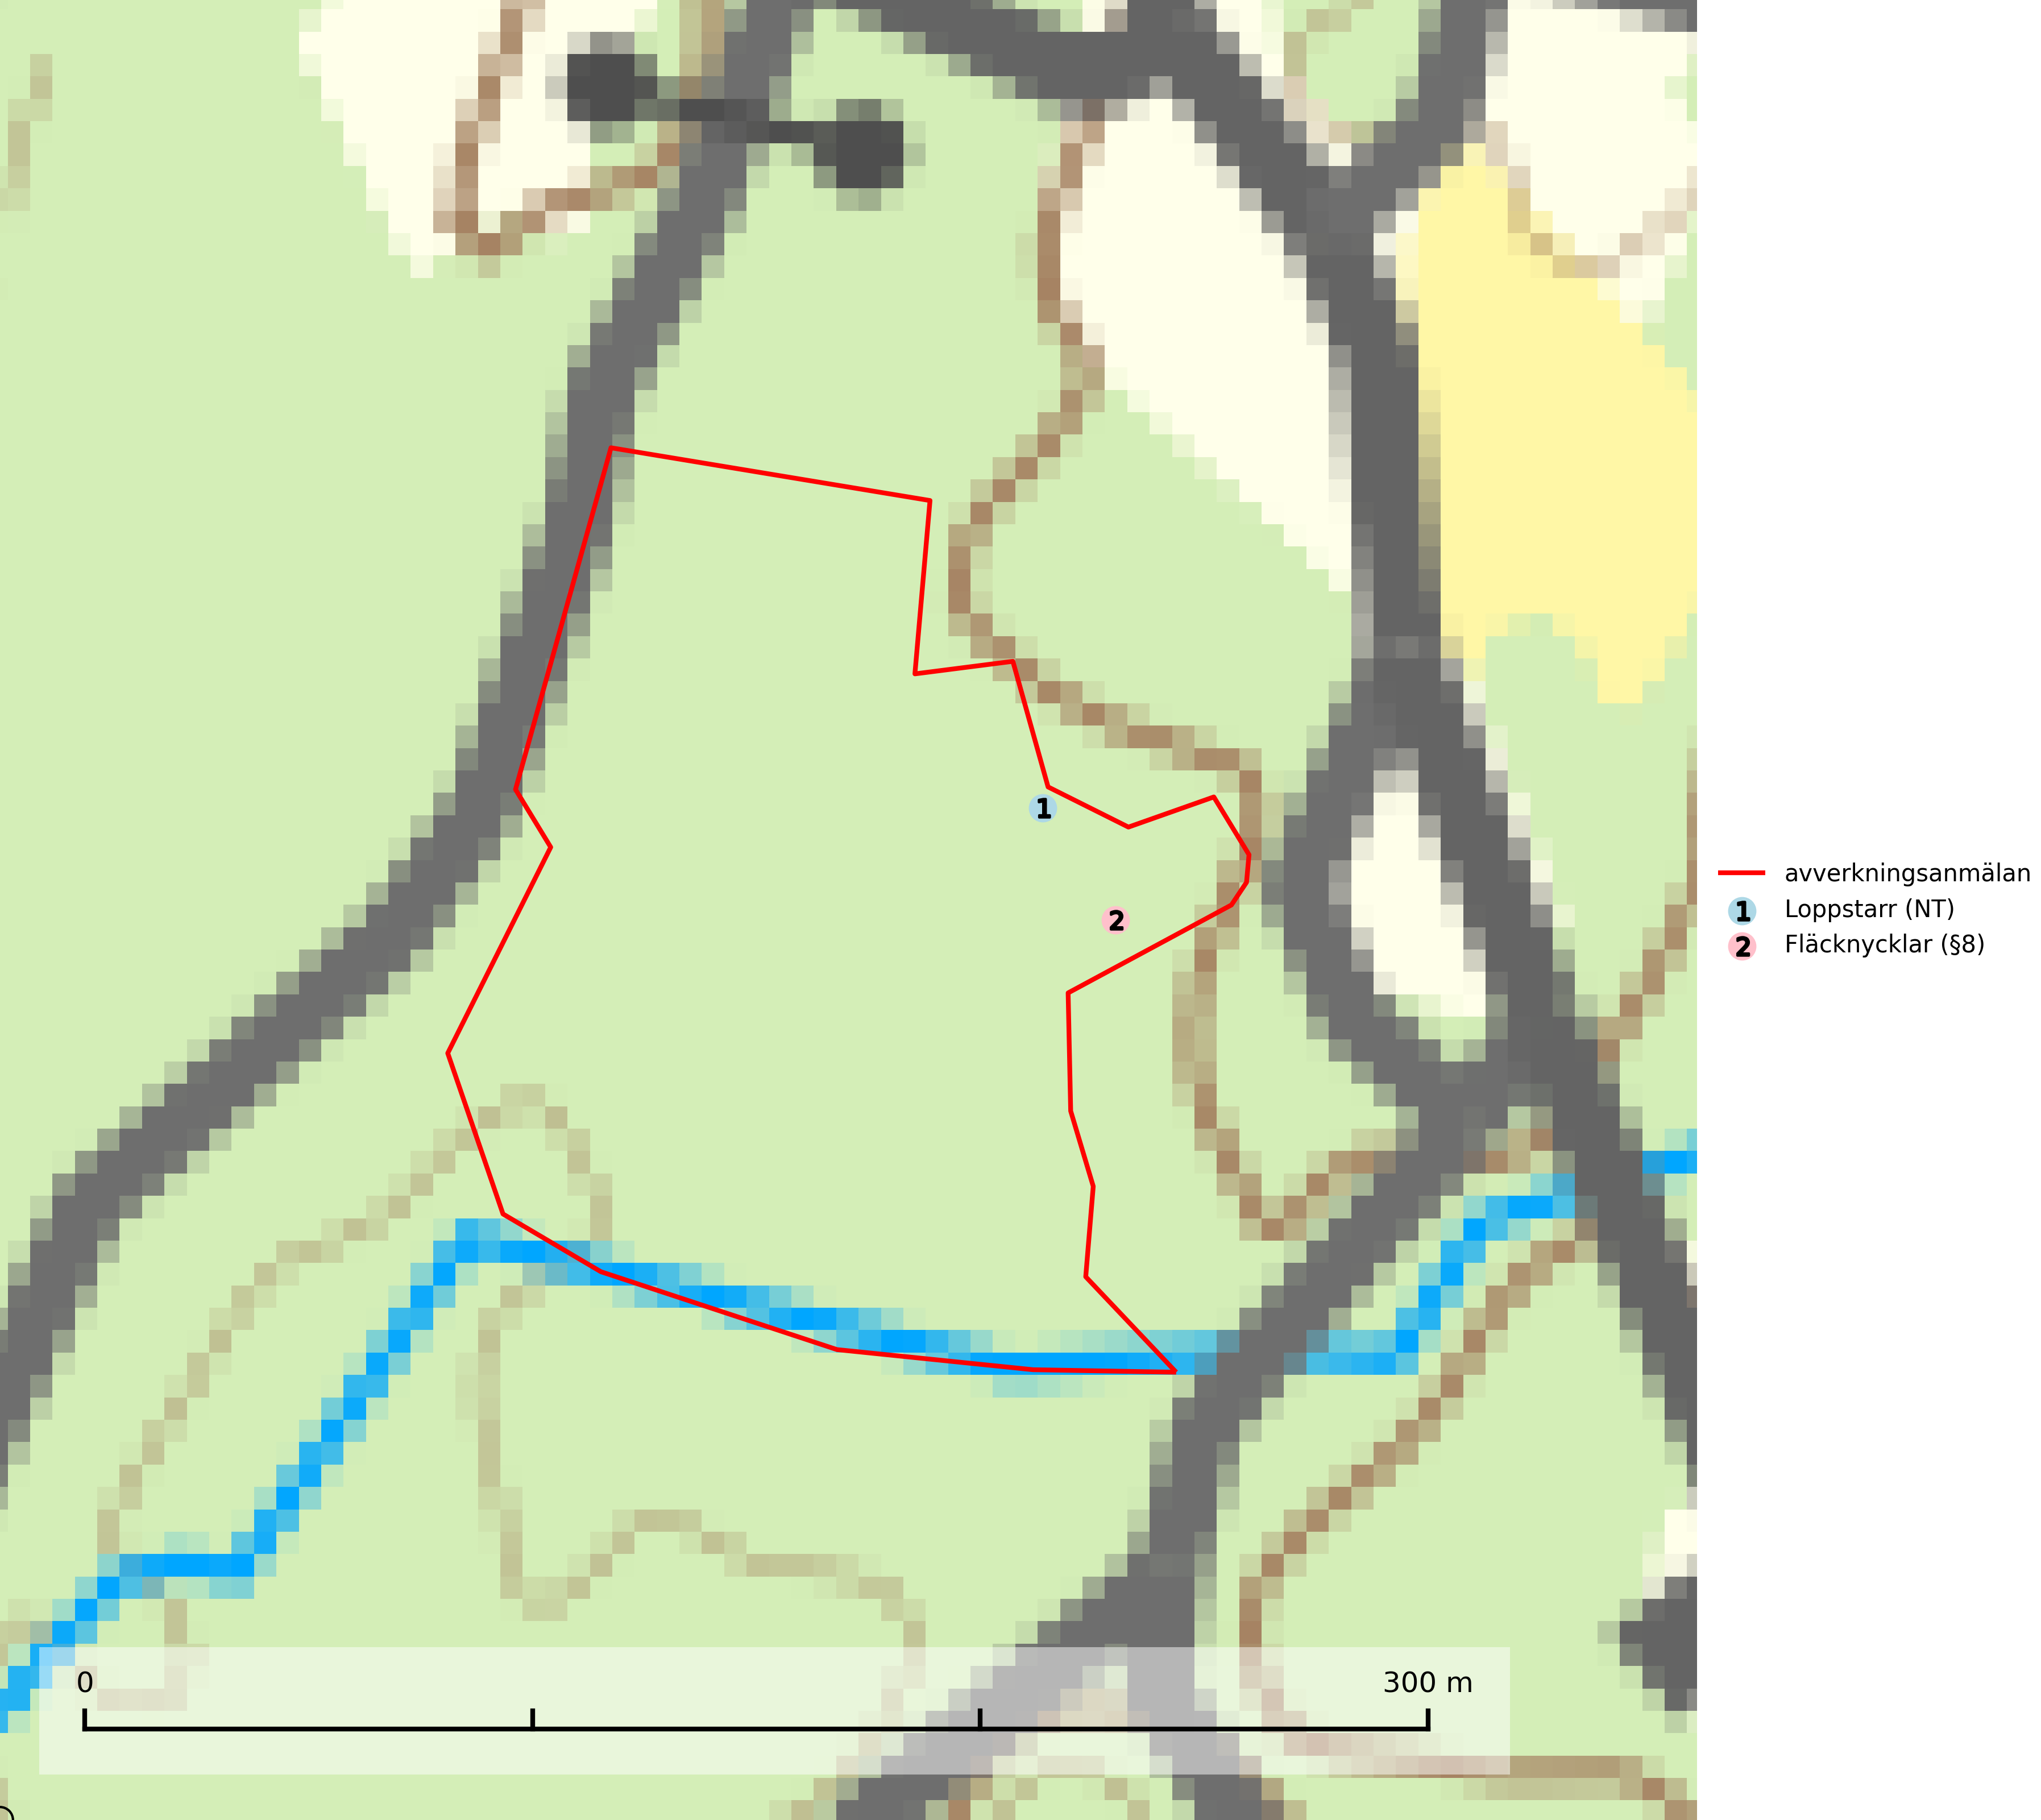 1
2
avverkningsanmälan
1 Loppstarr (NT)
2 Fläcknycklar (§8)
0 300 m